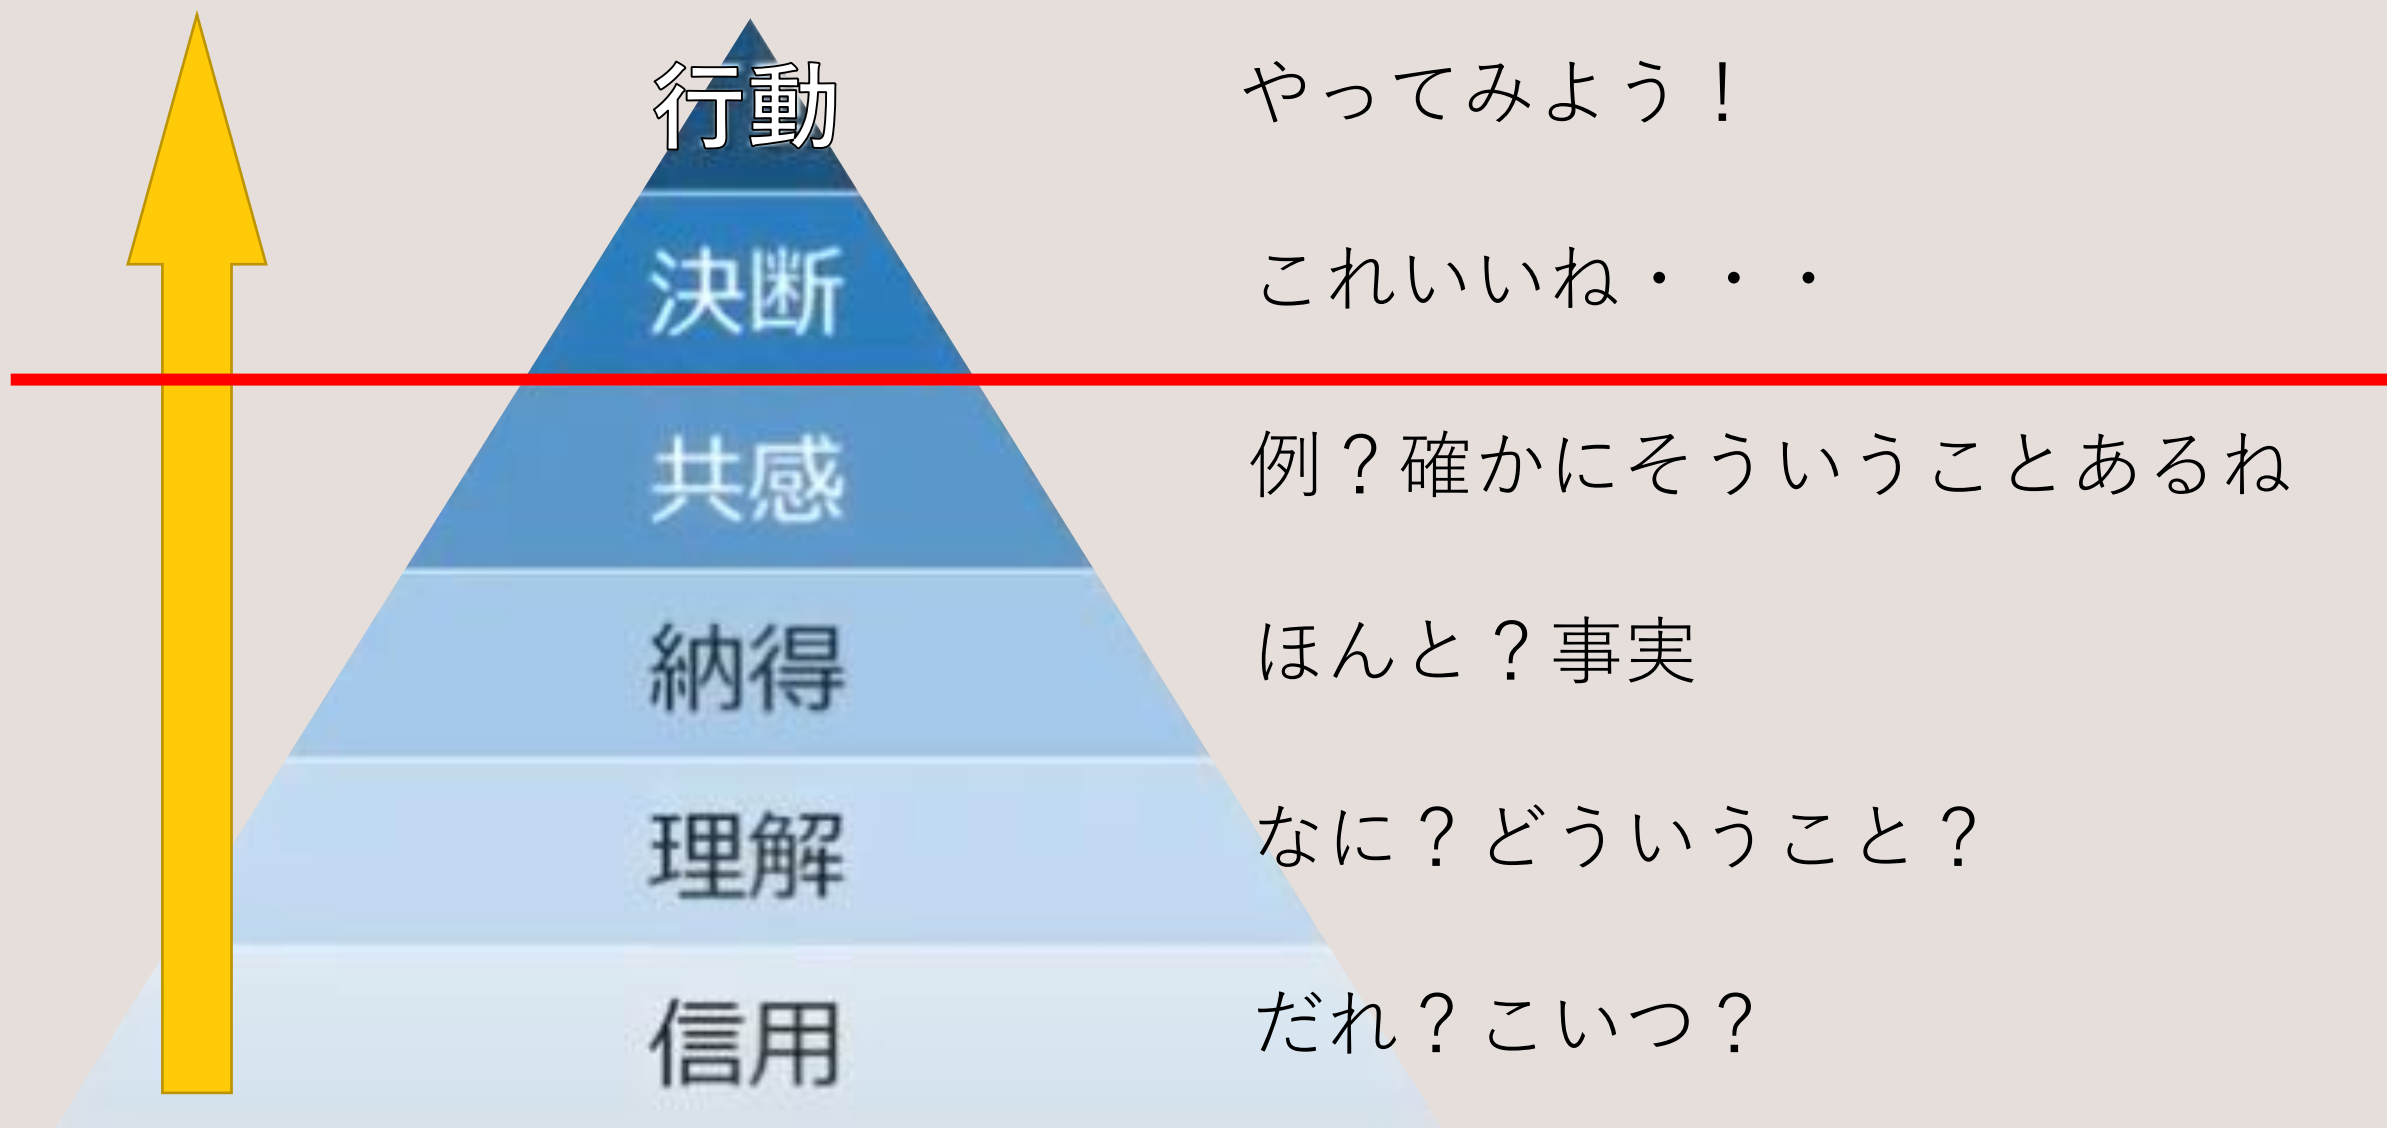 行動
やってみよう！
決断
これいいね・・・
共感
例？確かにそういうことあるね
納得
ほんと？事実
理解
なに？どういうこと？
信用
だれ？こいつ？